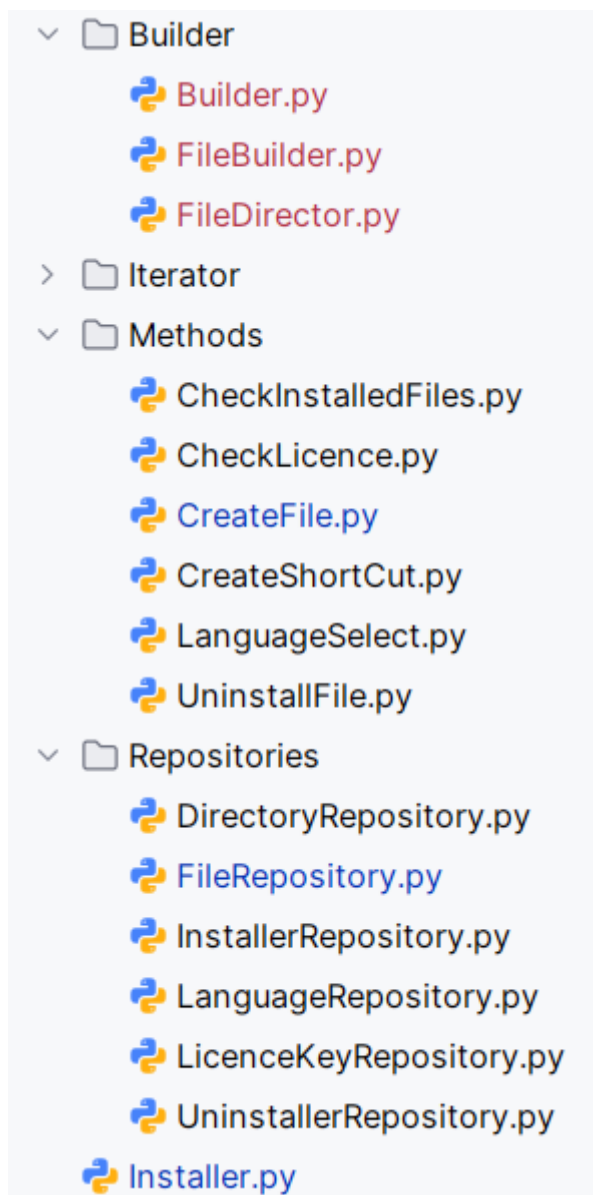 Builder
Builder.py
FileBuilder.py
FileDirector.py
Iterator
Methods
CheckInstalledFiles.py
CheckLicence.py
CreateFile.py
CreateShortCut.py
LanguageSelect.py
UninstallFile.py
Repositories
DirectoryRepository.py
FileRepository.py
InstallerRepository.py
LanguageRepository.py
LicenceKeyRepository.py
UninstallerRepository.py
Installer.py